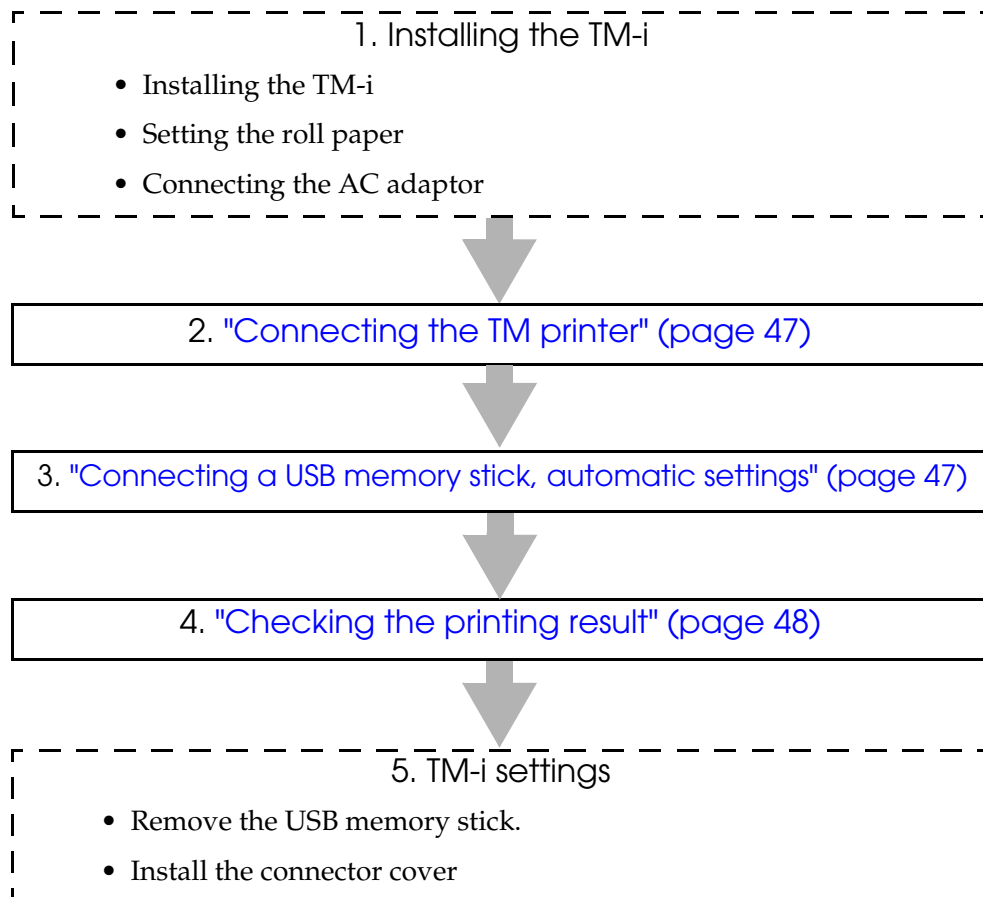 1. Installing the TM-i
• Installing the TM-i
• Setting the roll paper
• Connecting the AC adaptor
2. "Connecting the TM printer" (page 47)
3. "Connecting a USB memory stick, automatic settings" (page 47)
4. "Checking the printing result" (page 48)
5. TM-i settings
• Remove the USB memory stick.
• Install the connector cover